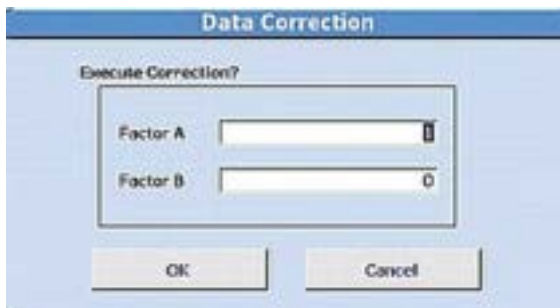 Data Correction
Execute Correction?
Factor A
Factor B 0
OK Cancel